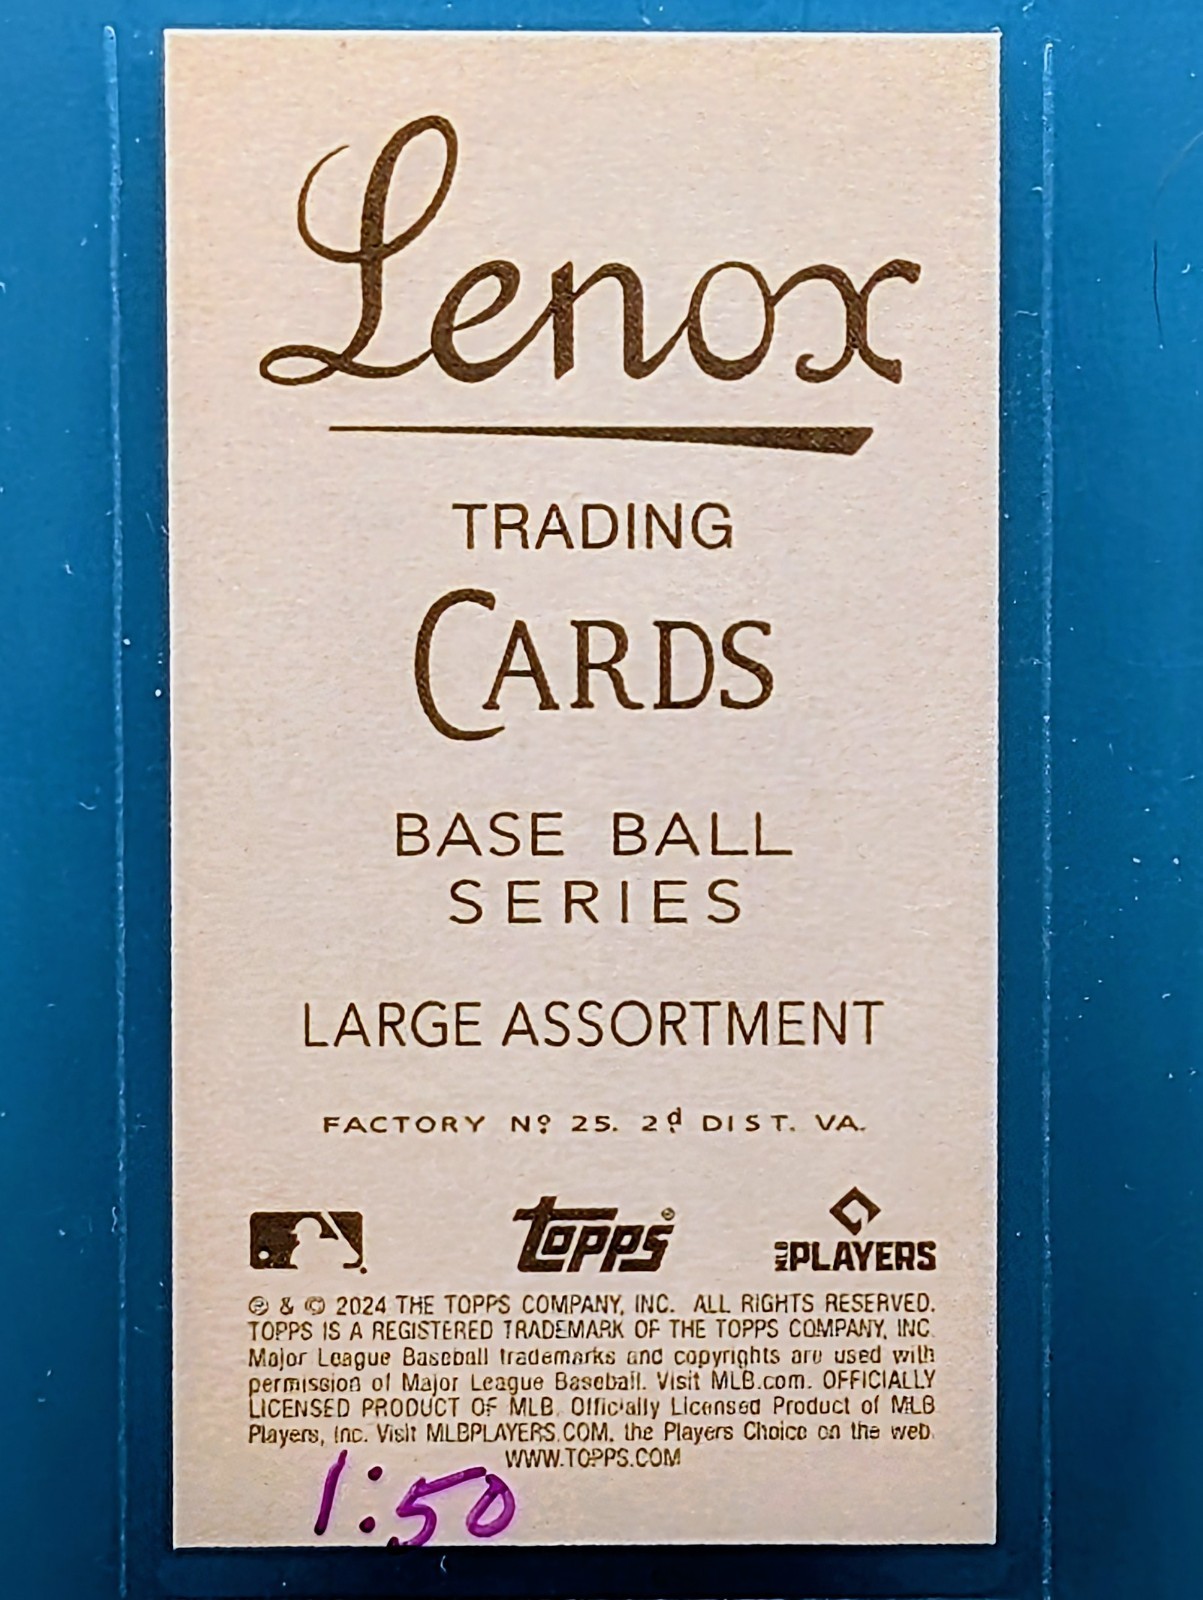 Lenox
TRADING
CARDS
BASE BALL
SERIES
LARGE ASSORTMENT
FACTORY Nº 25. 2d DIST. VA.
topps® MLB PLAYERS
℗ & © 2024 THE TOPPS COMPANY, INC. ALL RIGHTS RESERVED.
TOPPS IS A REGISTERED TRADEMARK OF THE TOPPS COMPANY, INC.
Major League Baseball trademarks and copyrights are used with
permission of Major League Baseball. Visit MLB.com. OFFICIALLY
LICENSED PRODUCT OF MLB. Officially Licensed Product of MLB
Players, Inc. Visit MLBPLAYERS.COM, the Players Choice on the web.
WWW.TOPPS.COM
1:50